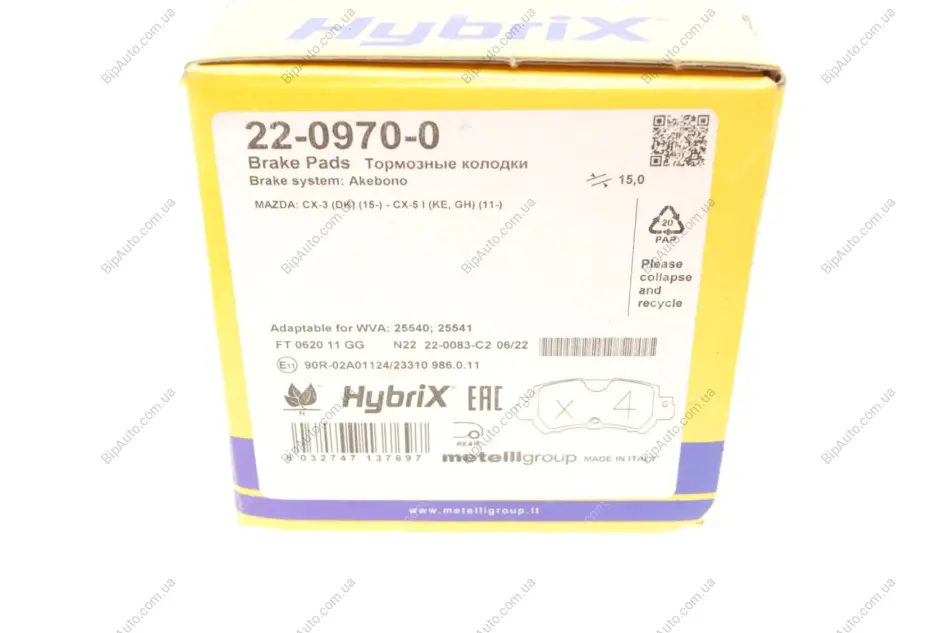 HybriX
22-0970-0
Brake Pads Тормозные колодки
Brake system: Akebono
15,0
MAZDA: CX-3 (DK) (15-) - CX-5 I (KE, GH) (11-)
20
PAP
Please
collapse
and
recycle
Adaptable for WVA: 25540; 25541
FT 0620 11 GG N22 22-0083-C2 06/22
E11 90R-02A01124/23310 986.0.11
N
HybriX EAC
x 4
REAR
8 032747 137697
metelligroup MADE IN ITALY
www.metelligroup.it
BipAuto.com.ua